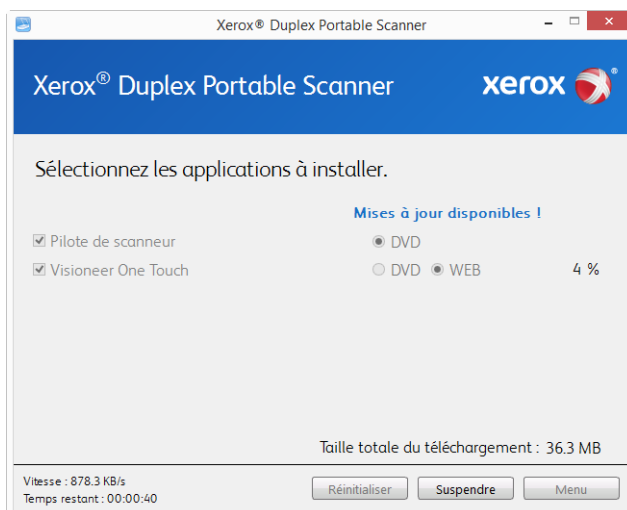 Xerox® Duplex Portable Scanner
Xerox® Duplex Portable Scanner
xerox®
Sélectionnez les applications à installer.
Mises à jour disponibles !
Pilote de scanneur DVD
Visioneer One Touch DVD WEB 4 %
Taille totale du téléchargement : 36.3 MB
Vitesse : 878.3 KB/s
Temps restant : 00:00:40
Réinitialiser Suspendre Menu